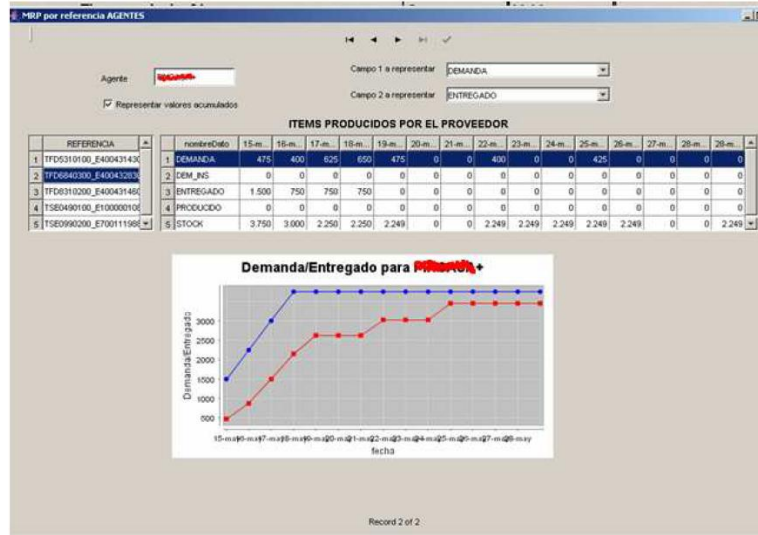 MRP por referencia AGENTES
Agente
Campo 1 a representar DEMANDA
Campo 2 a representar ENTREGADO
Representar valores acumulados
ITEMS PRODUCIDOS POR EL PROVEEDOR
REFERENCIA
1 TFD5310100_E40043143(
2 TFD6840300_E40043283(
3 TFD8310200_E40043146(
4 TSE0490100_E10000010
5 TSE0990200_E70011198
nombreDato 15-m... 16-m... 17-m... 18-m... 19-m... 20-m... 21-m... 22-m... 23-m... 24-m... 25-m... 26-m... 27-m... 28-m... 28-m...
1 DEMANDA 475 400 625 650 475 0 0 400 0 0 425 0 0 0 0
2 DEM_INS 0 0 0 0 0 0 0 0 0 0 0 0 0 0 0
3 ENTREGADO 1.500 750 750 750 0 0 0 0 0 0 0 0 0 0 0
4 PRODUCIDO 0 0 0 0 0 0 0 0 0 0 0 0 0 0 0
5 STOCK 3.750 3.000 2.250 2.250 2.249 0 0 2.249 2.249 2.249 2.249 2.249 0 0 2.249
Demanda/Entregado para
Demanda/Entregado
3000
2500
2000
1500
1000
500
15-may
28-may
fecha
Record 2 of 2